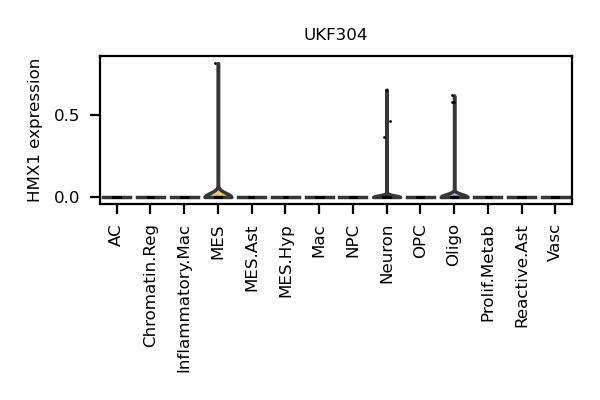 UKF304
HMX1 expression
0.5
0.0
AC
Chromatin.Reg
Inflammatory.Mac
MES
MES.Ast
MES.Hyp
Mac
NPC
Neuron
OPC
Oligo
Prolif.Metab
Reactive.Ast
Vasc